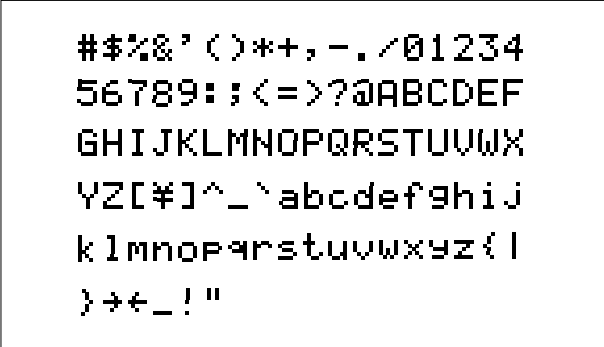 #$%&'()*+,-./01234
56789:;<=>?@ABCDEF
GHIJKLMNOPQRSTUVWX
YZ[¥]^_`abcdefghij
klmnopqrstuvwxyz{|
}→←_!"